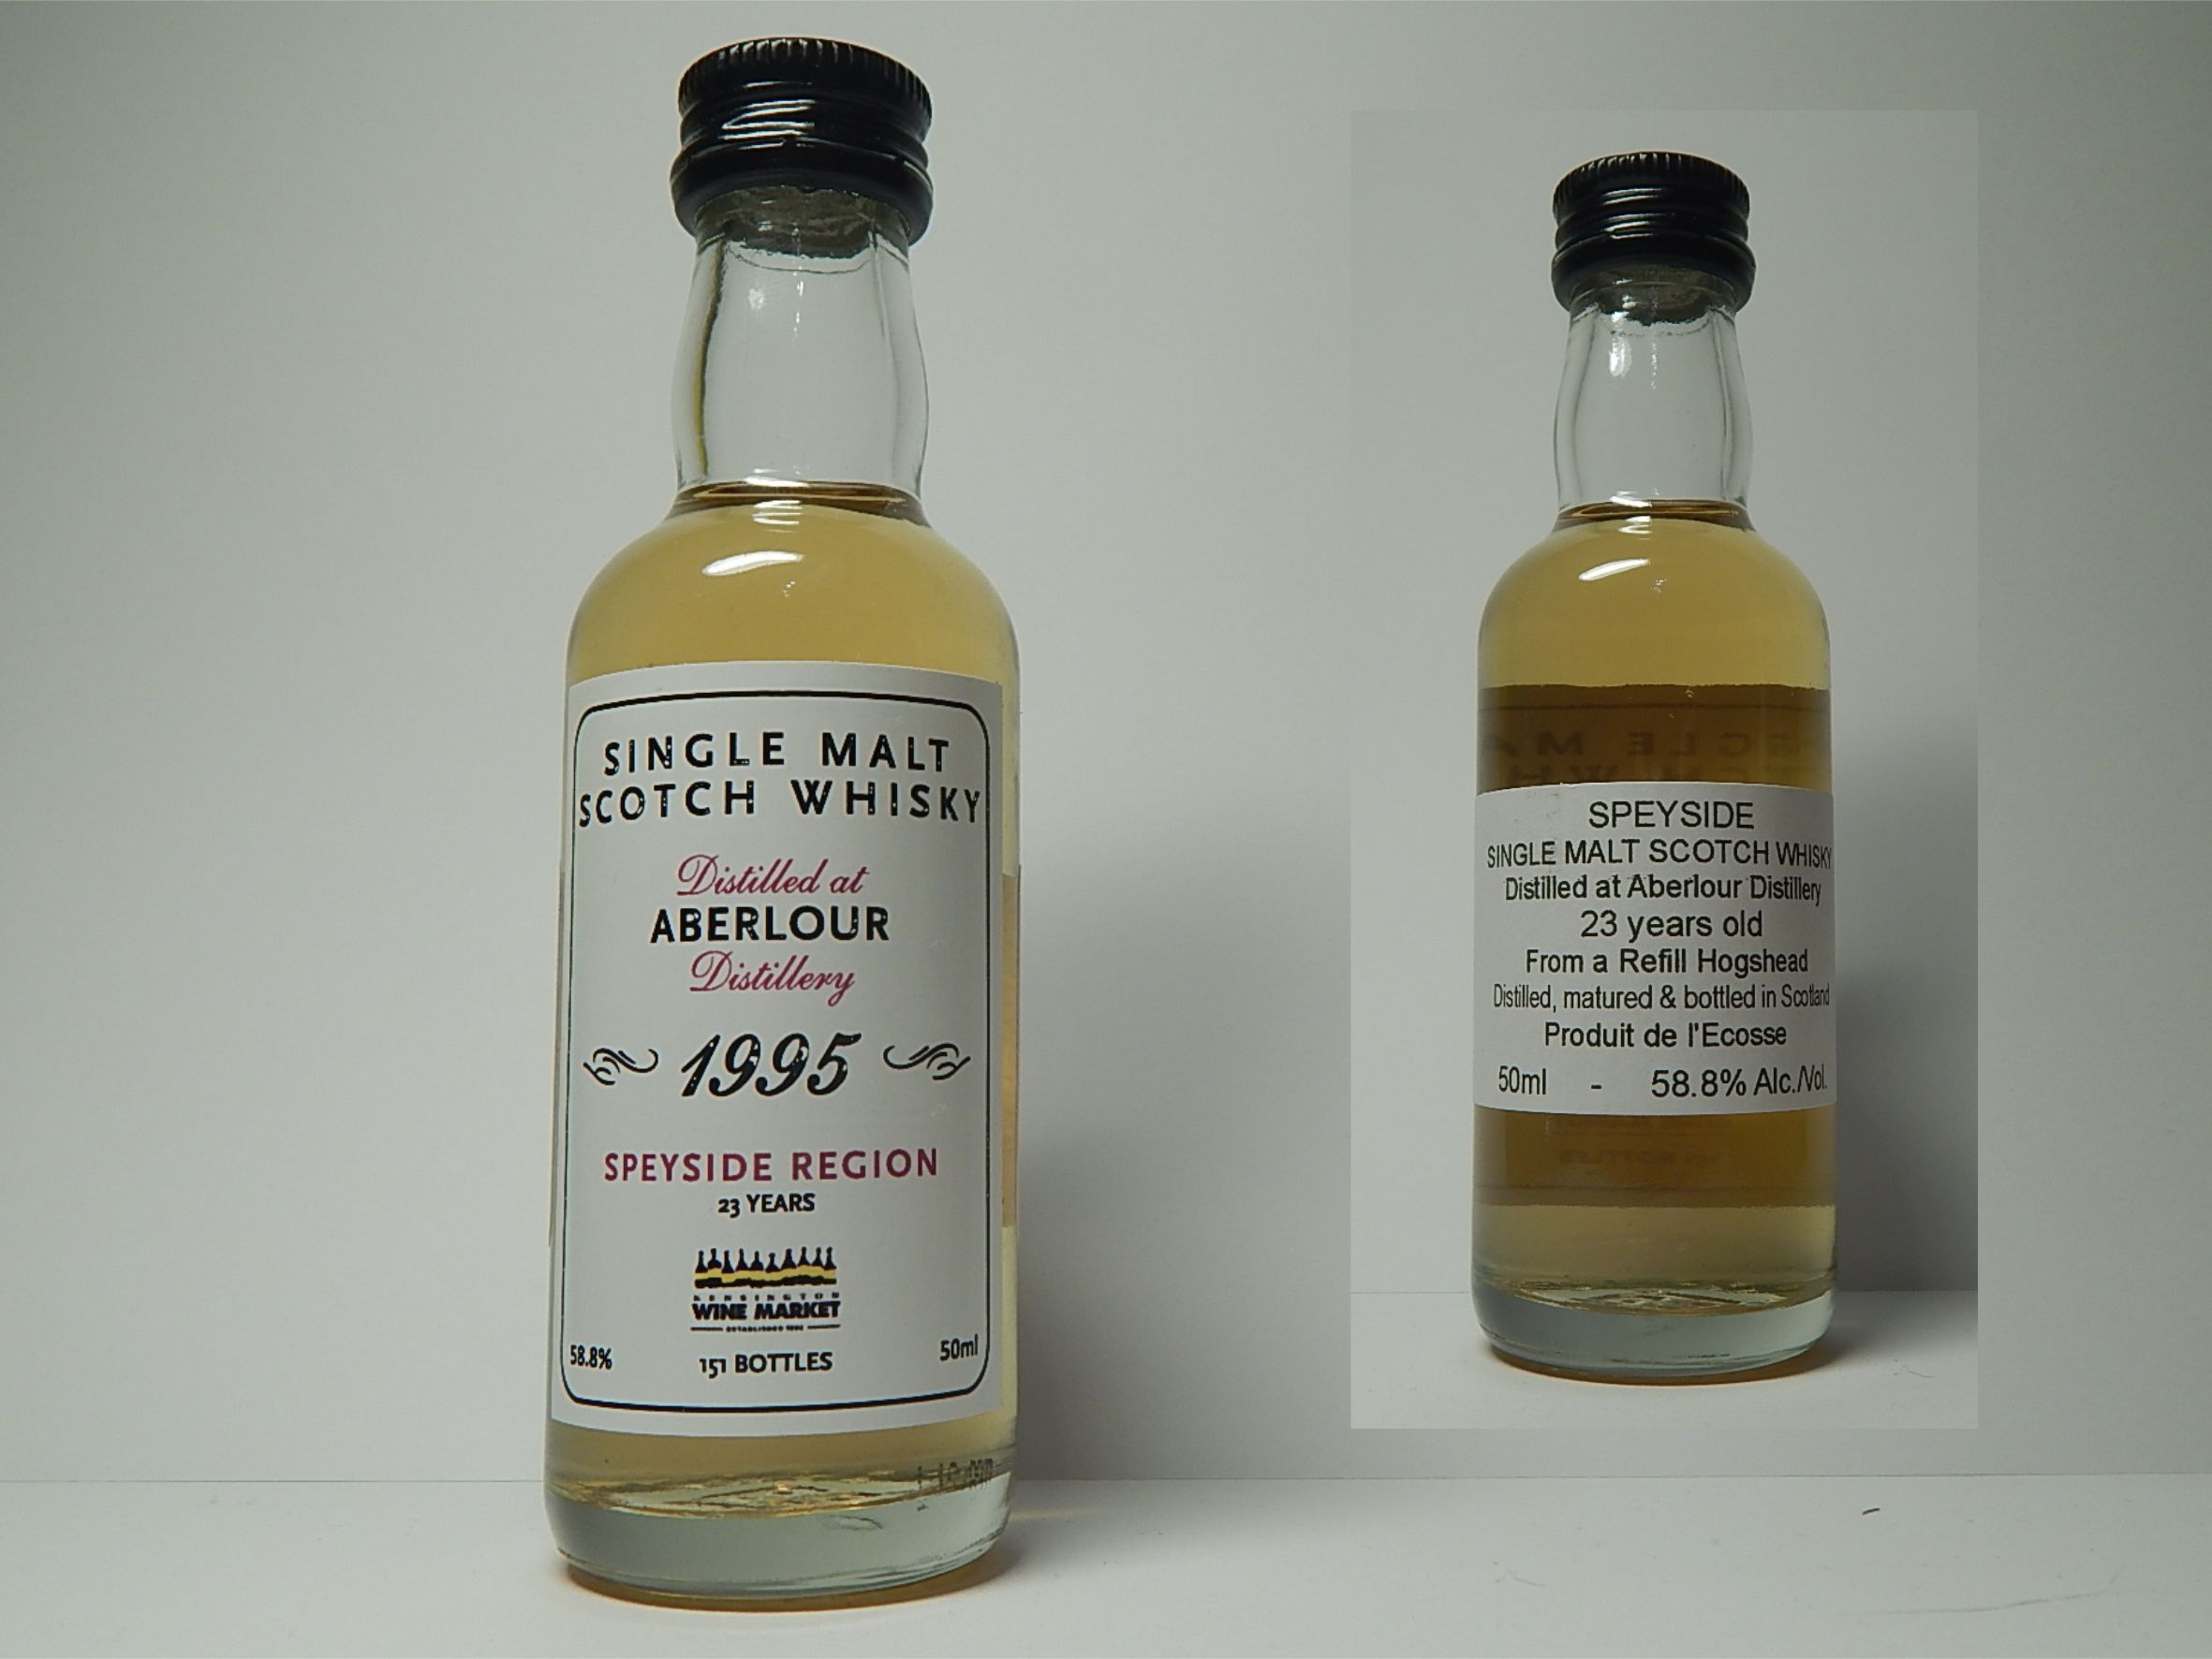 SINGLE MALT
SCOTCH WHISKY
Distilled at
ABERLOUR
Distillery
1995
SPEYSIDE REGION
23 YEARS
KENSINGTON
WINE MARKET
58.8%
151 BOTTLES
50ml
SPEYSIDE
SINGLE MALT SCOTCH WHISKY
Distilled at Aberlour Distillery
23 years old
From a Refill Hogshead
Distilled, matured & bottled in Scotland
Produit de l'Ecosse
50ml - 58.8% Alc./Vol.